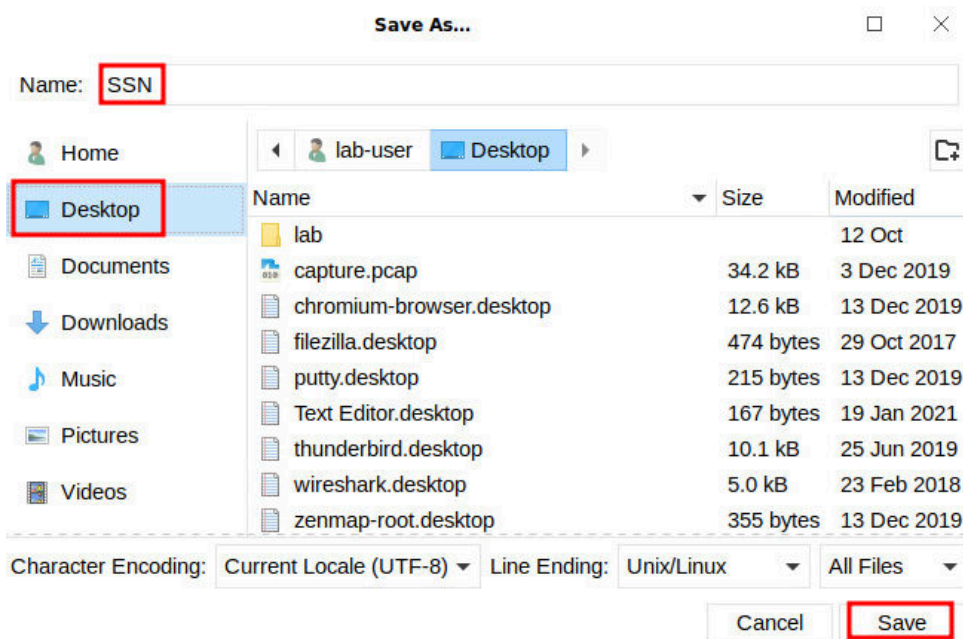 Save As...
Name: SSN
Home
Desktop
Documents
Downloads
Music
Pictures
Videos
lab-user Desktop
Name Size Modified
lab 12 Oct
capture.pcap 34.2 kB 3 Dec 2019
chromium-browser.desktop 12.6 kB 13 Dec 2019
filezilla.desktop 474 bytes 29 Oct 2017
putty.desktop 215 bytes 13 Dec 2019
Text Editor.desktop 167 bytes 19 Jan 2021
thunderbird.desktop 10.1 kB 25 Jun 2019
wireshark.desktop 5.0 kB 23 Feb 2018
zenmap-root.desktop 355 bytes 13 Dec 2019
Character Encoding: Current Locale (UTF-8) Line Ending: Unix/Linux All Files
Cancel Save